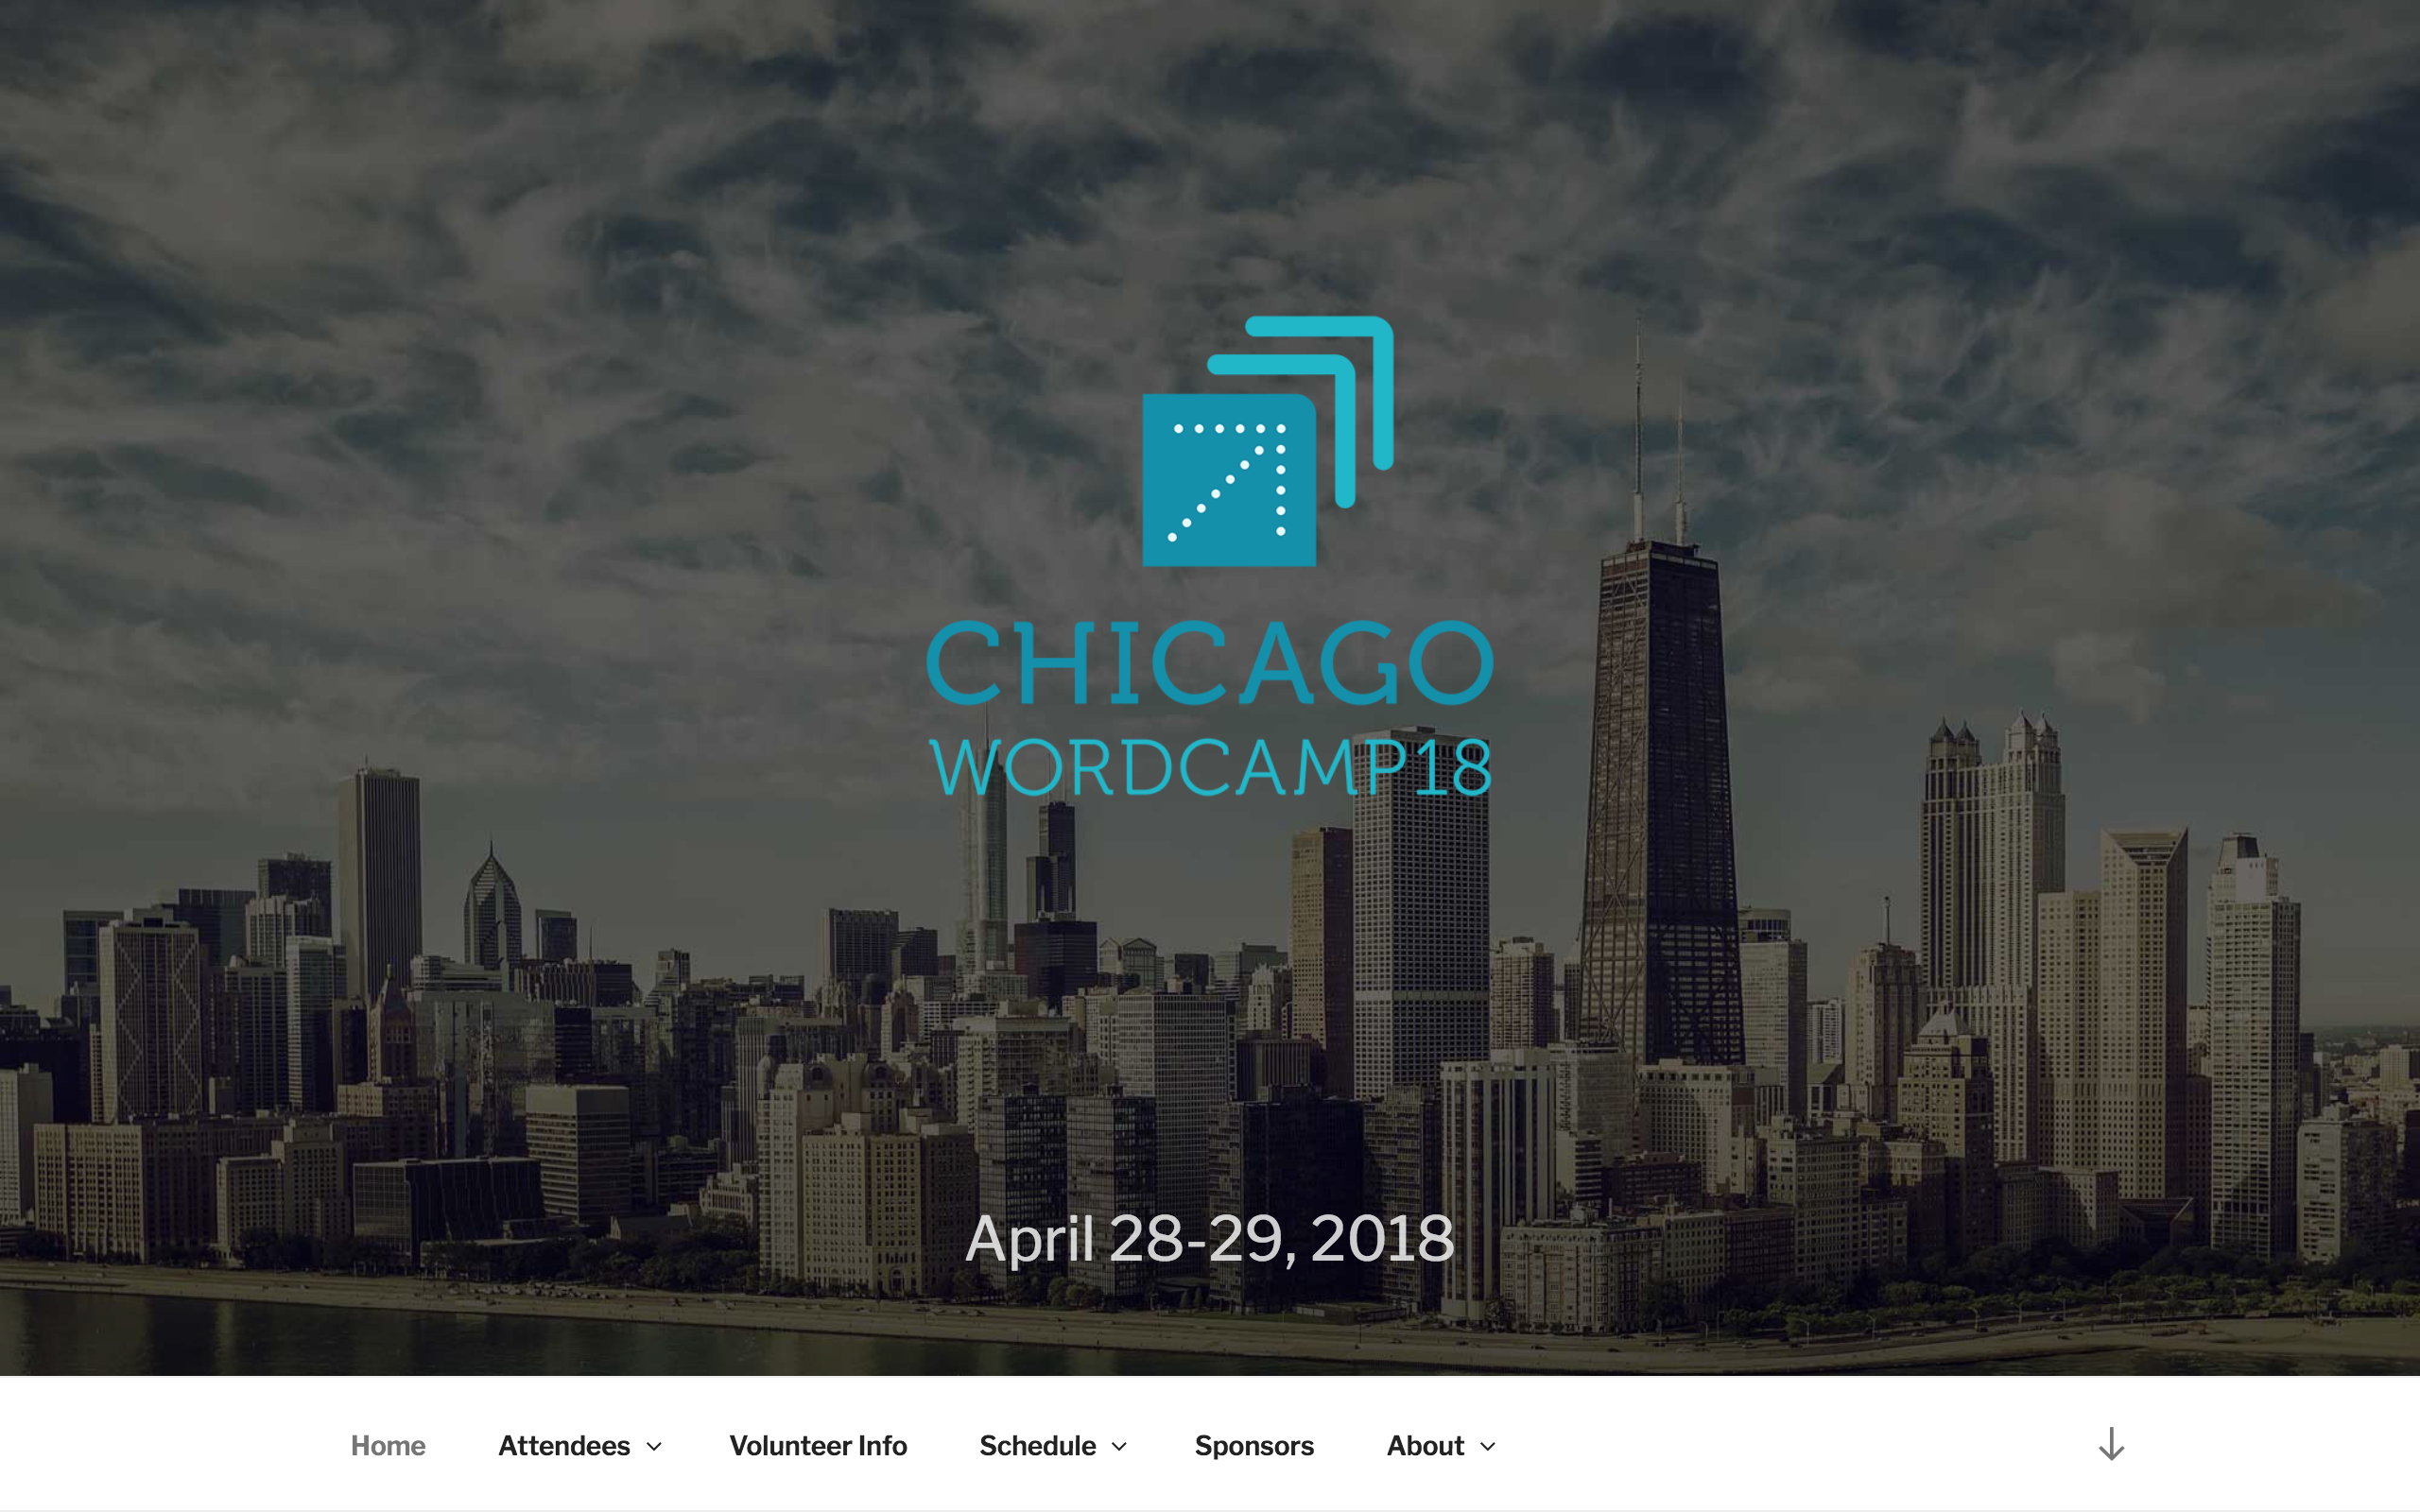 CHICAGO
WORDCAMP18
April 28-29, 2018
Home Attendees Volunteer Info Schedule Sponsors About